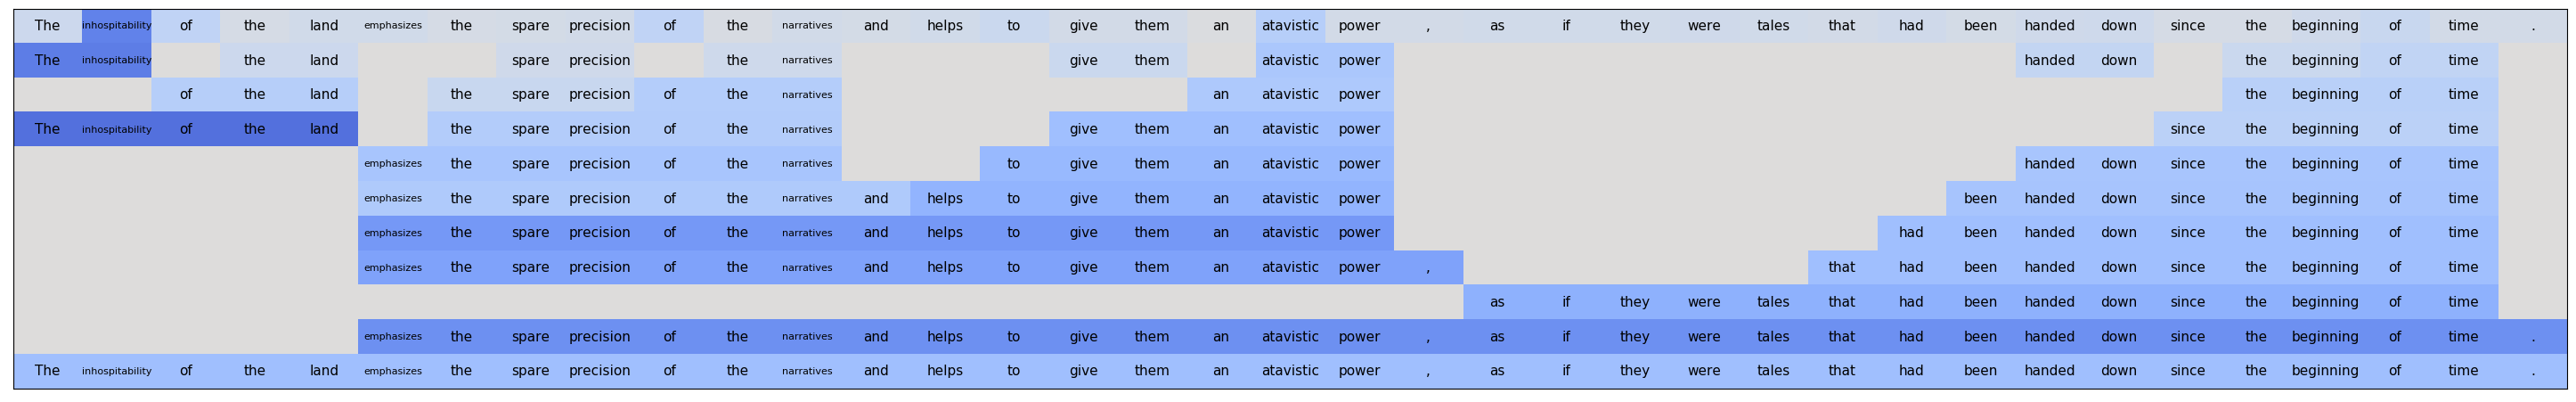 The inhospitability of the land emphasizes the spare precision of the narratives and helps to give them an atavistic power , as if they were tales that had been handed down since the beginning of time .
The inhospitability the land spare precision the narratives give them atavistic power handed down the beginning of time
of the land the spare precision of the narratives an atavistic power the beginning of time
The inhospitability of the land the spare precision of the narratives give them an atavistic power since the beginning of time
emphasizes the spare precision of the narratives to give them an atavistic power handed down since the beginning of time
emphasizes the spare precision of the narratives and helps to give them an atavistic power been handed down since the beginning of time
emphasizes the spare precision of the narratives and helps to give them an atavistic power had been handed down since the beginning of time
emphasizes the spare precision of the narratives and helps to give them an atavistic power , that had been handed down since the beginning of time
as if they were tales that had been handed down since the beginning of time
emphasizes the spare precision of the narratives and helps to give them an atavistic power , as if they were tales that had been handed down since the beginning of time .
The inhospitability of the land emphasizes the spare precision of the narratives and helps to give them an atavistic power , as if they were tales that had been handed down since the beginning of time .